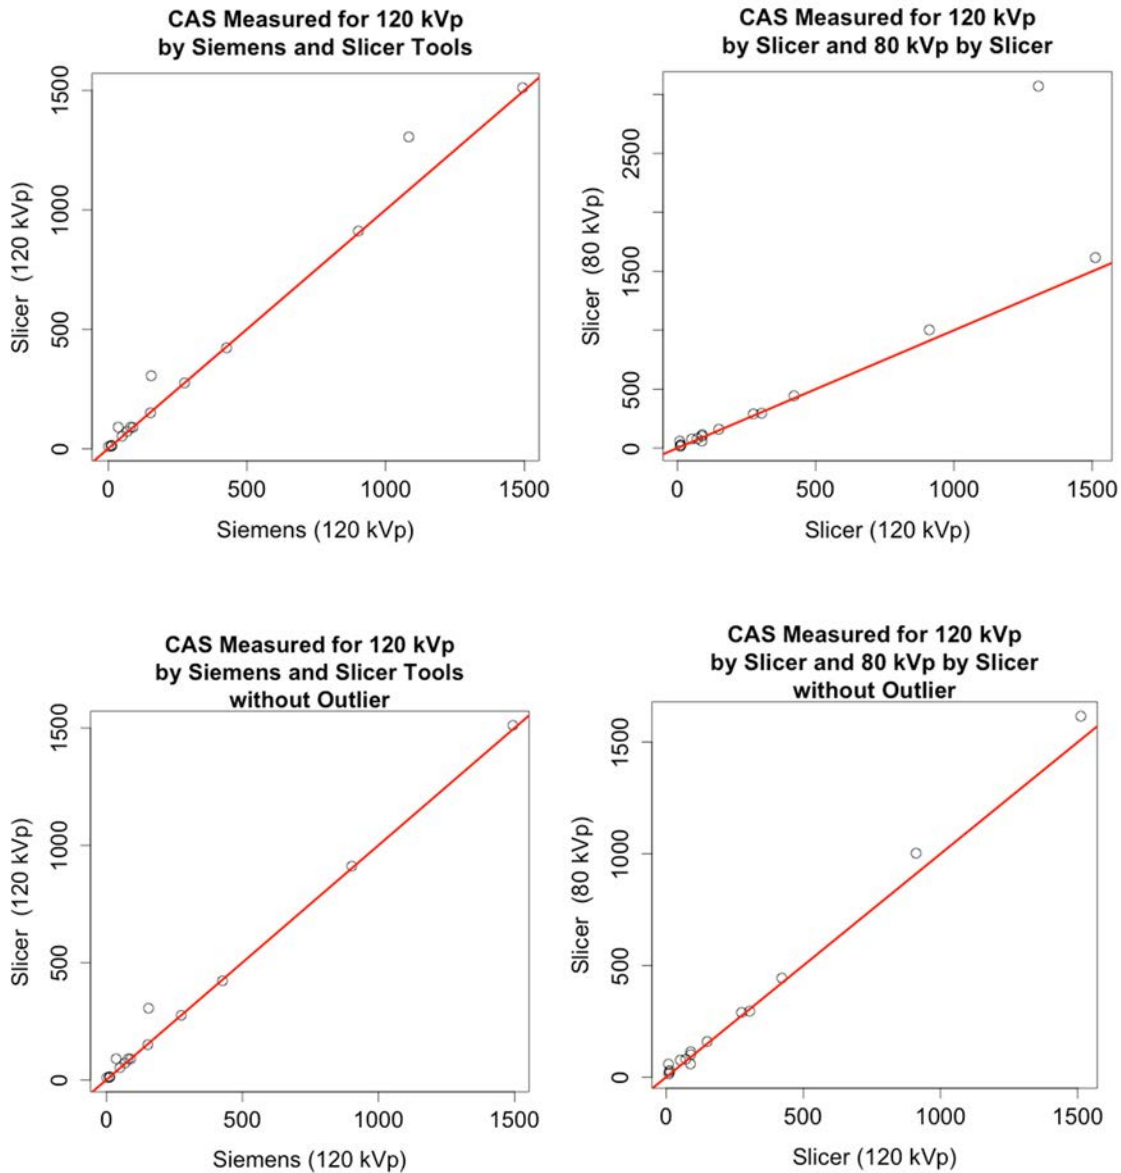 CAS Measured for 120 kVp
by Siemens and Slicer Tools
Slicer (120 kVp)
1500
1000
500
0
0 500 1000 1500
Siemens (120 kVp)
CAS Measured for 120 kVp
by Slicer and 80 kVp by Slicer
Slicer (80 kVp)
2500
1500
500
0
0 500 1000 1500
Slicer (120 kVp)
CAS Measured for 120 kVp
by Siemens and Slicer Tools
without Outlier
Slicer (120 kVp)
1500
1000
500
0
0 500 1000 1500
Siemens (120 kVp)
CAS Measured for 120 kVp
by Slicer and 80 kVp by Slicer
without Outlier
Slicer (80 kVp)
1500
1000
500
0
0 500 1000 1500
Slicer (120 kVp)